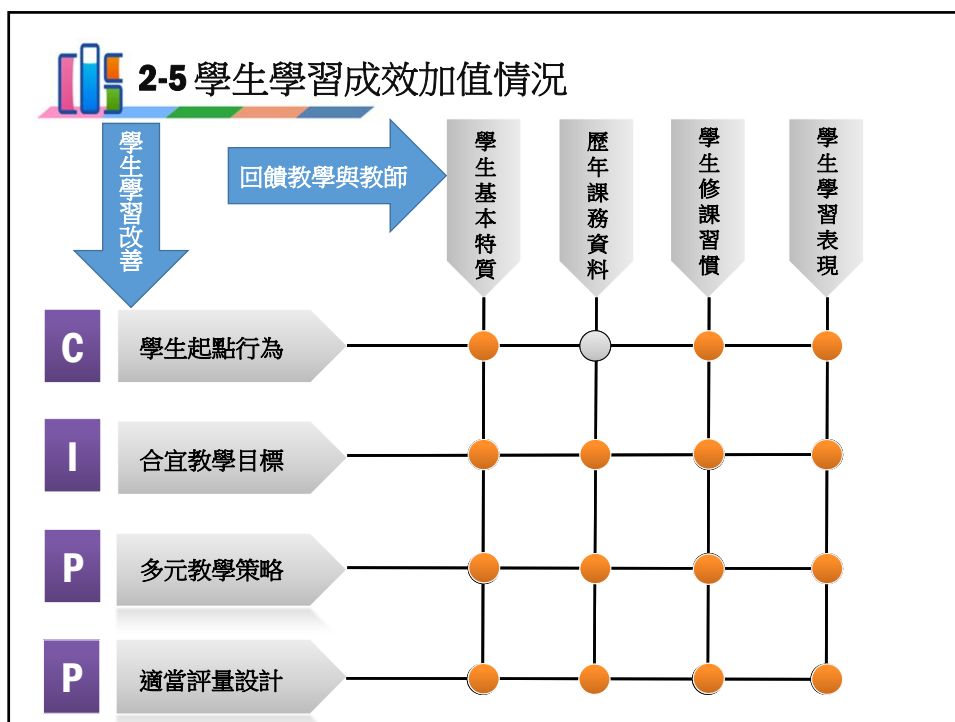 2-5 學生學習成效加值情況
學生學習改善
回饋教學與教師
學生基本特質
歷年課務資料
學生修課習慣
學生學習表現
C
學生起點行為
I
合宜教學目標
P
多元教學策略
P
適當評量設計